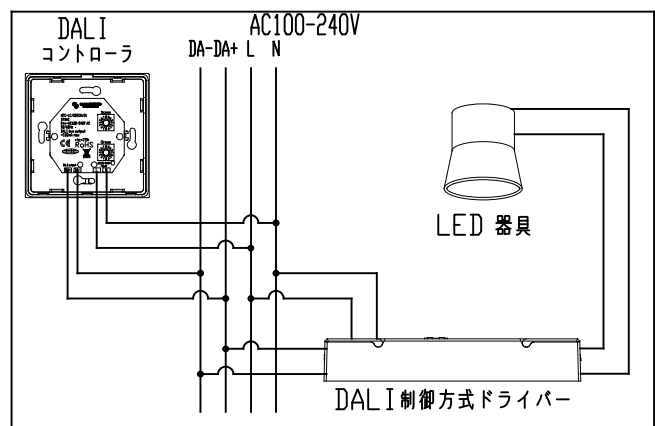 DALI
コントローラ
AC100-240V
DA-DA+ L N
RoHS
LED 器具
DALI制御方式ドライバー